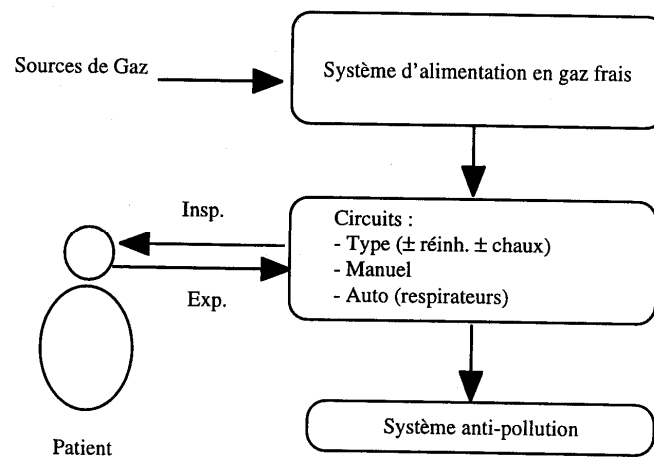 Sources de Gaz
Système d'alimentation en gaz frais
Insp.
Circuits :
- Type (± réinh. ± chaux)
- Manuel
- Auto (respirateurs)
Exp.
Système anti-pollution
Patient